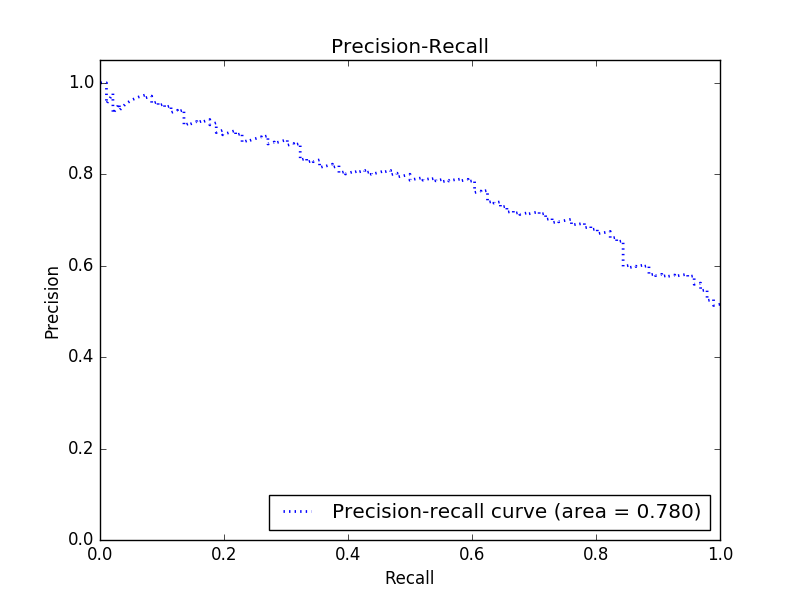 Precision-Recall
1.0
0.8
0.6
0.4
0.2
0.0
Precision
Precision-recall curve (area = 0.780)
0.0 0.2 0.4 0.6 0.8 1.0
Recall